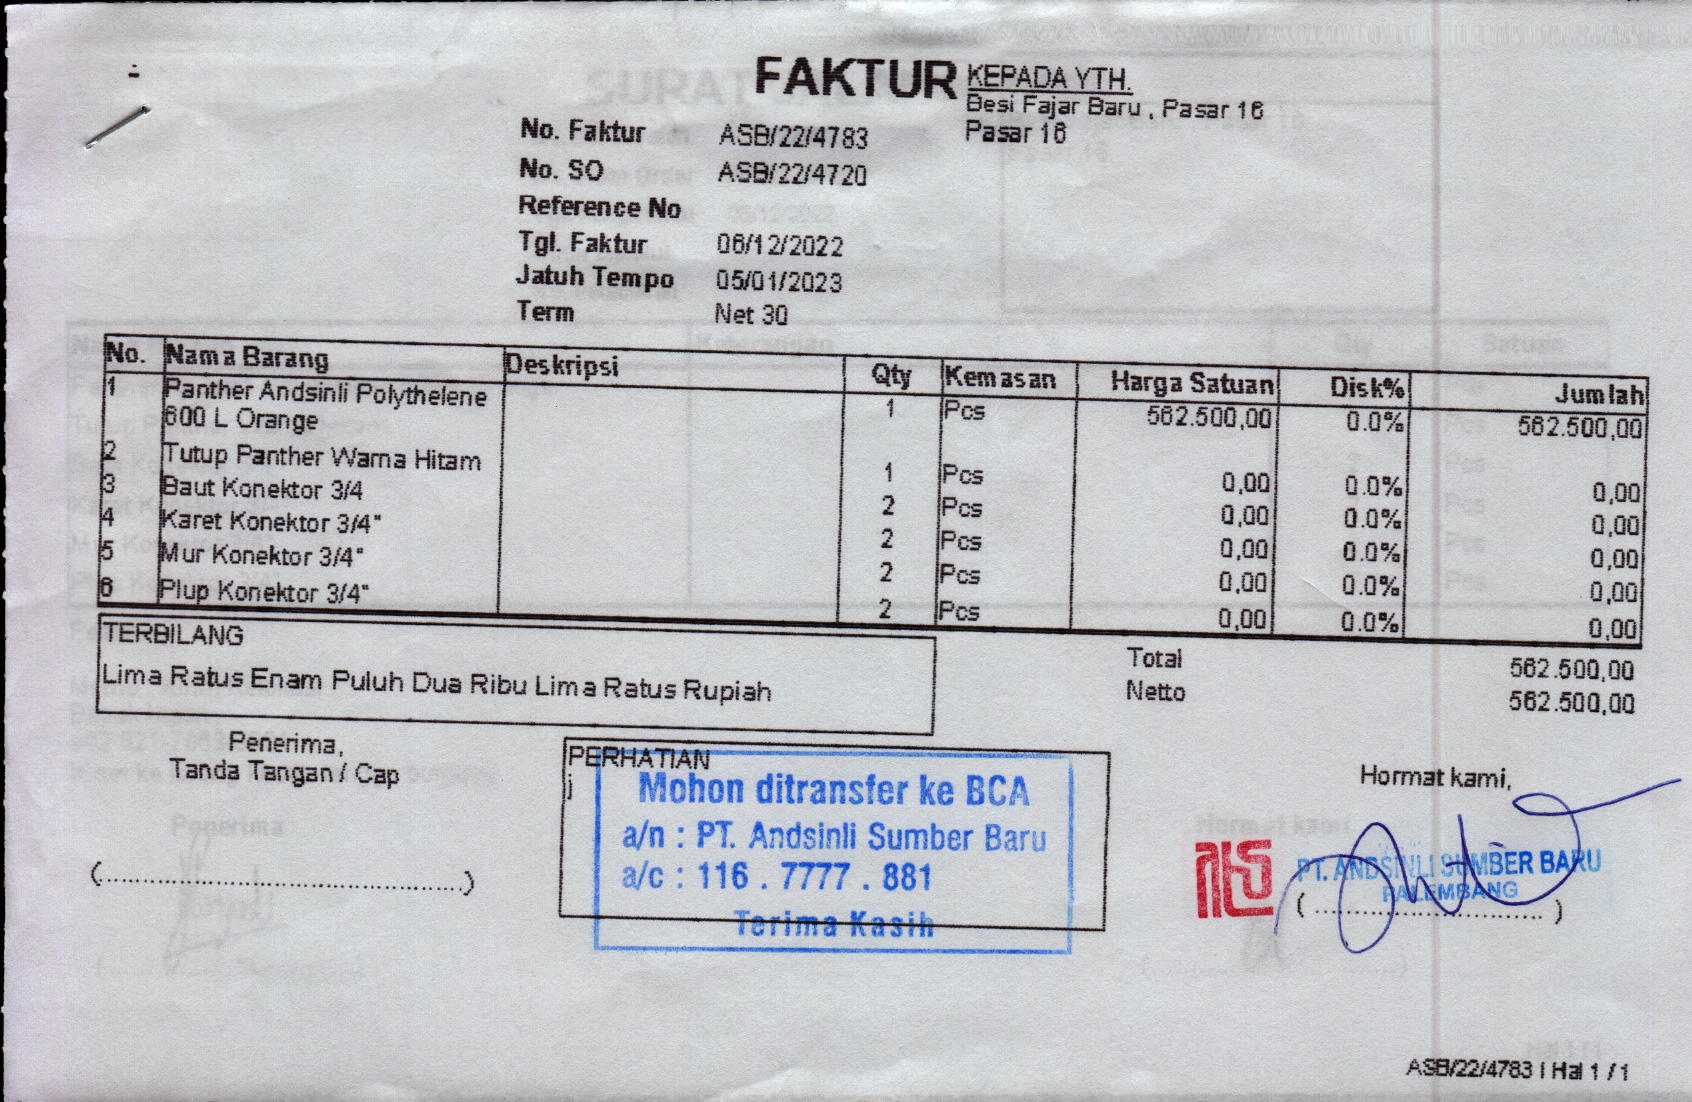 FAKTUR
KEPADA YTH.
Besi Fajar Baru , Pasar 16
Pasar 16
No. Faktur ASB/22/4783
No. SO ASB/22/4720
Reference No
Tgl. Faktur 06/12/2022
Jatuh Tempo 05/01/2023
Term Net 30
No. Nama Barang Deskripsi Qty Kemasan Harga Satuan Disk% Jumlah
1 Panther Andsinli Polythelene 1 Pcs 562.500,00 0.0% 562.500,00
600 L Orange
2 Tutup Panther Warna Hitam 1 Pcs 0,00 0.0% 0,00
3 Baut Konektor 3/4 2 Pcs 0,00 0.0% 0,00
4 Karet Konektor 3/4" 2 Pcs 0,00 0.0% 0,00
5 Mur Konektor 3/4" 2 Pcs 0,00 0.0% 0,00
6 Plup Konektor 3/4" 2 Pcs 0,00 0.0% 0,00
TERBILANG
Lima Ratus Enam Puluh Dua Ribu Lima Ratus Rupiah
Total 562.500,00
Netto 562.500,00
Penerima,
Tanda Tangan / Cap
(....................................................)
PERHATIAN
j
Mohon ditransfer ke BCA
a/n : PT. Andsinli Sumber Baru
a/c : 116 . 7777 . 881
Terima Kasih
Hormat kami,
PT. ANDSINLI SUMBER BARU
PALEMBANG
( ................................ )
ASB/22/4783 | Hal 1 / 1